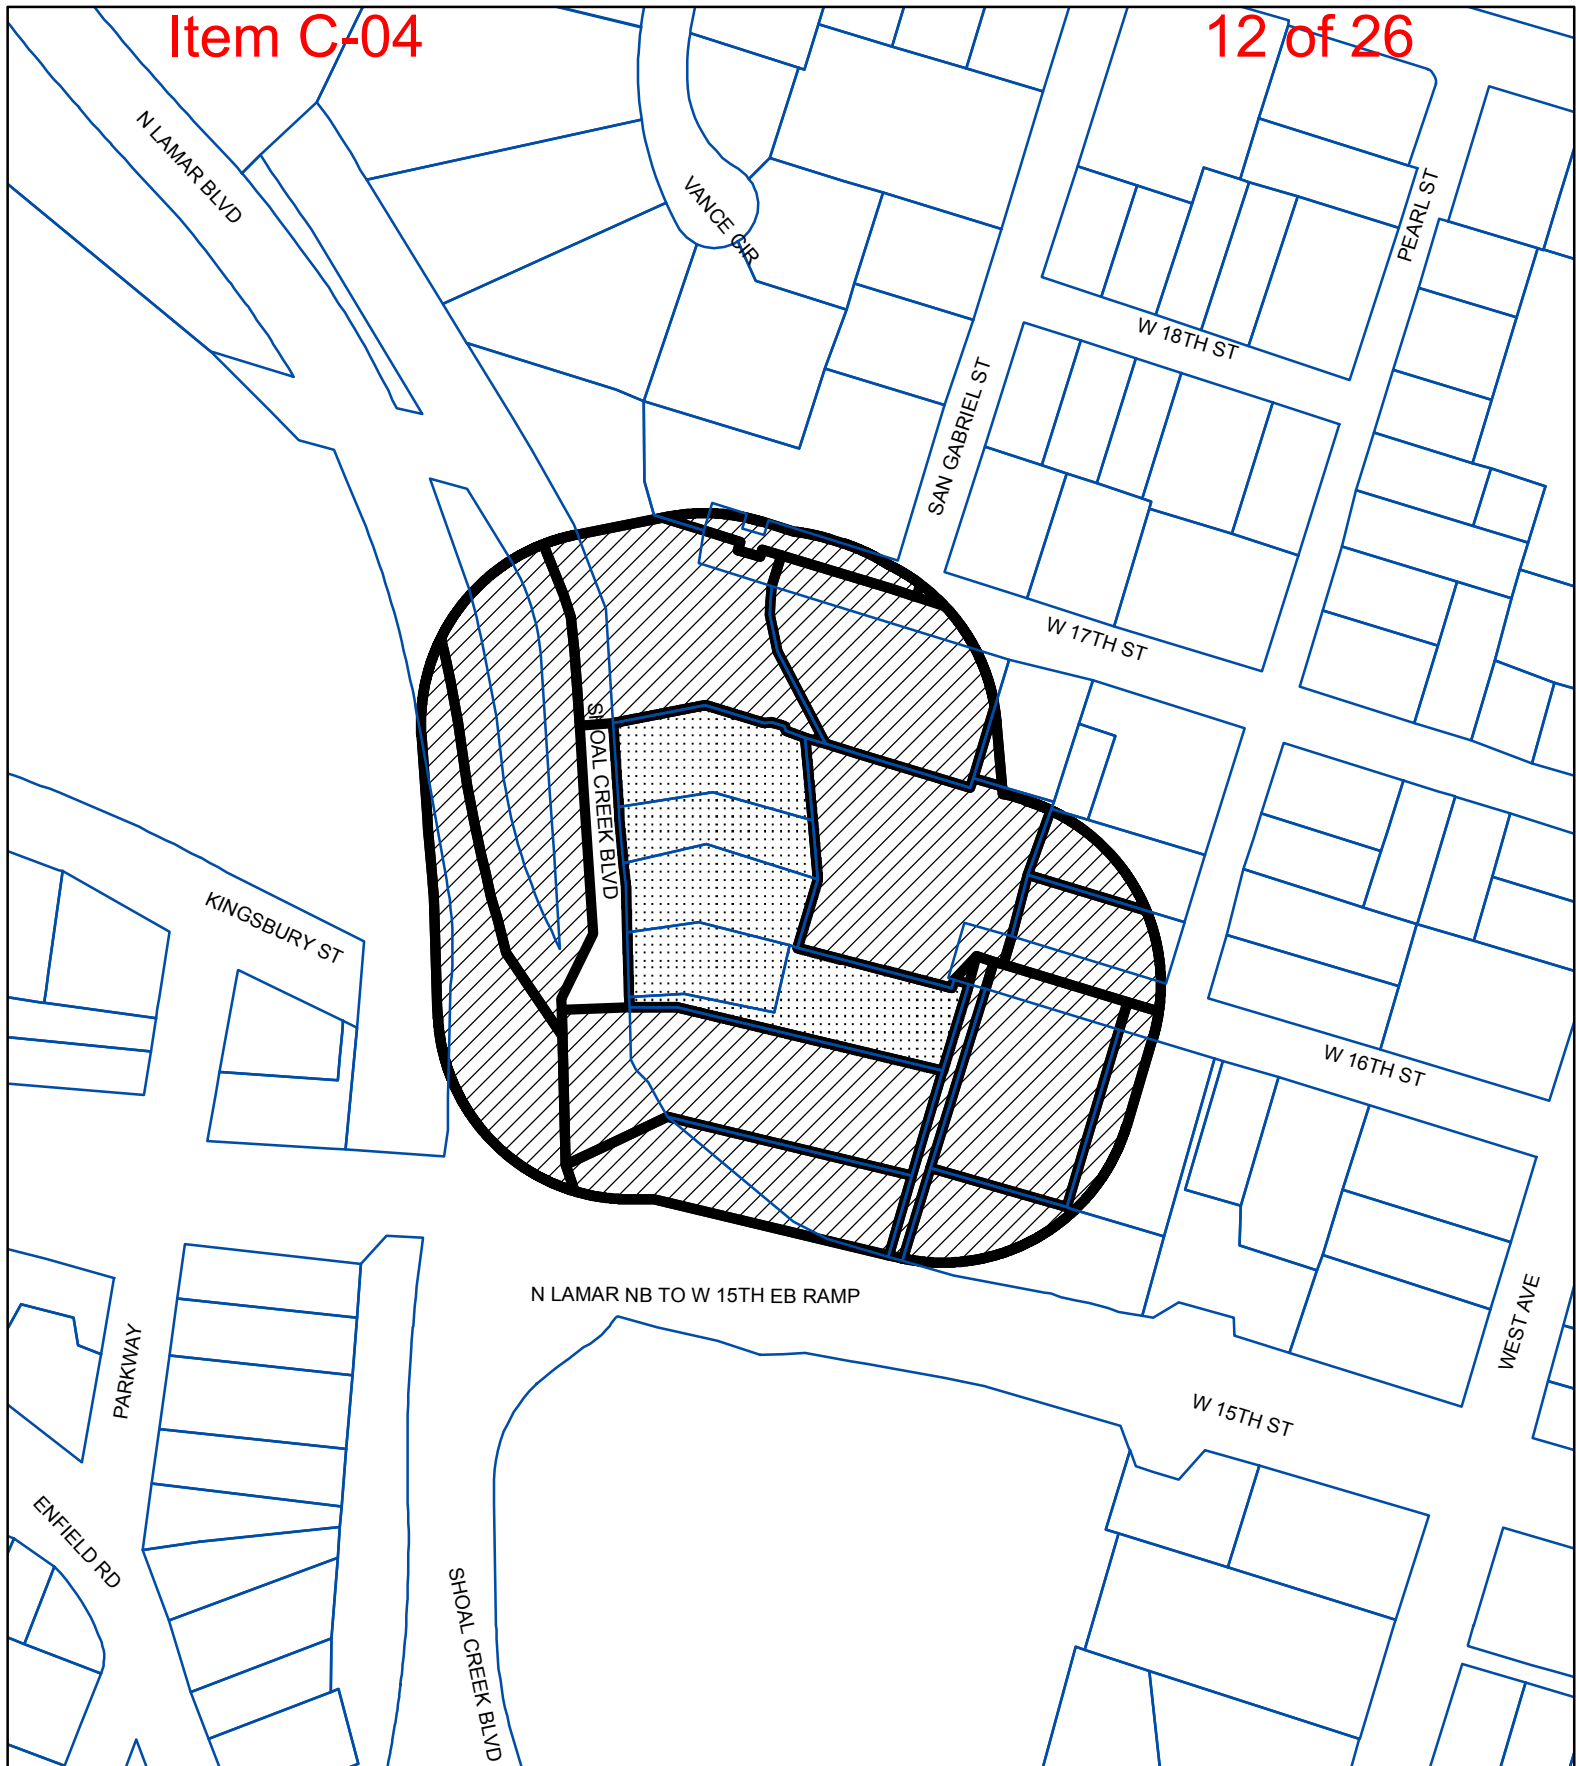 Item C-04
12 of 26
N LAMAR BLVD
VANCE CIR
PEARL ST
W 18TH ST
SAN GABRIEL ST
W 17TH ST
SHOAL CREEK BLVD
KINGSBURY ST
W 16TH ST
N LAMAR NB TO W 15TH EB RAMP
WEST AVE
PARKWAY
W 15TH ST
ENFIELD RD
SHOAL CREEK BLVD